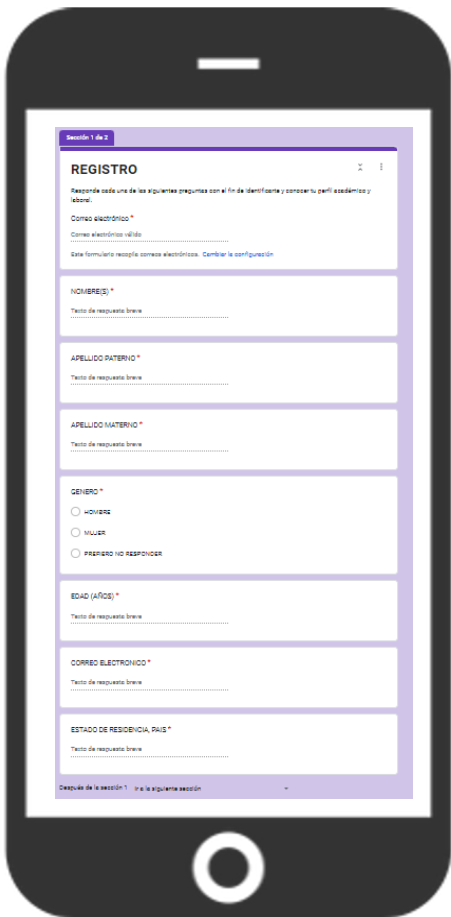 Sección 1 de 2
REGISTRO
Responde cada una de las siguientes preguntas con el fin de identificarte y conocer tu perfil académico y
laboral.
Correo electrónico *
Correo electrónico válido
Este formulario recopila correos electrónicos. Cambiar la configuración
NOMBRE(S) *
Texto de respuesta breve
APELLIDO PATERNO *
Texto de respuesta breve
APELLIDO MATERNO *
Texto de respuesta breve
GENERO *
HOMBRE
MUJER
PREFIERO NO RESPONDER
EDAD (AÑOS) *
Texto de respuesta breve
CORREO ELECTRONICO *
Texto de respuesta breve
ESTADO DE RESIDENCIA, PAIS *
Texto de respuesta breve
Después de la sección 1 Ir a la siguiente sección